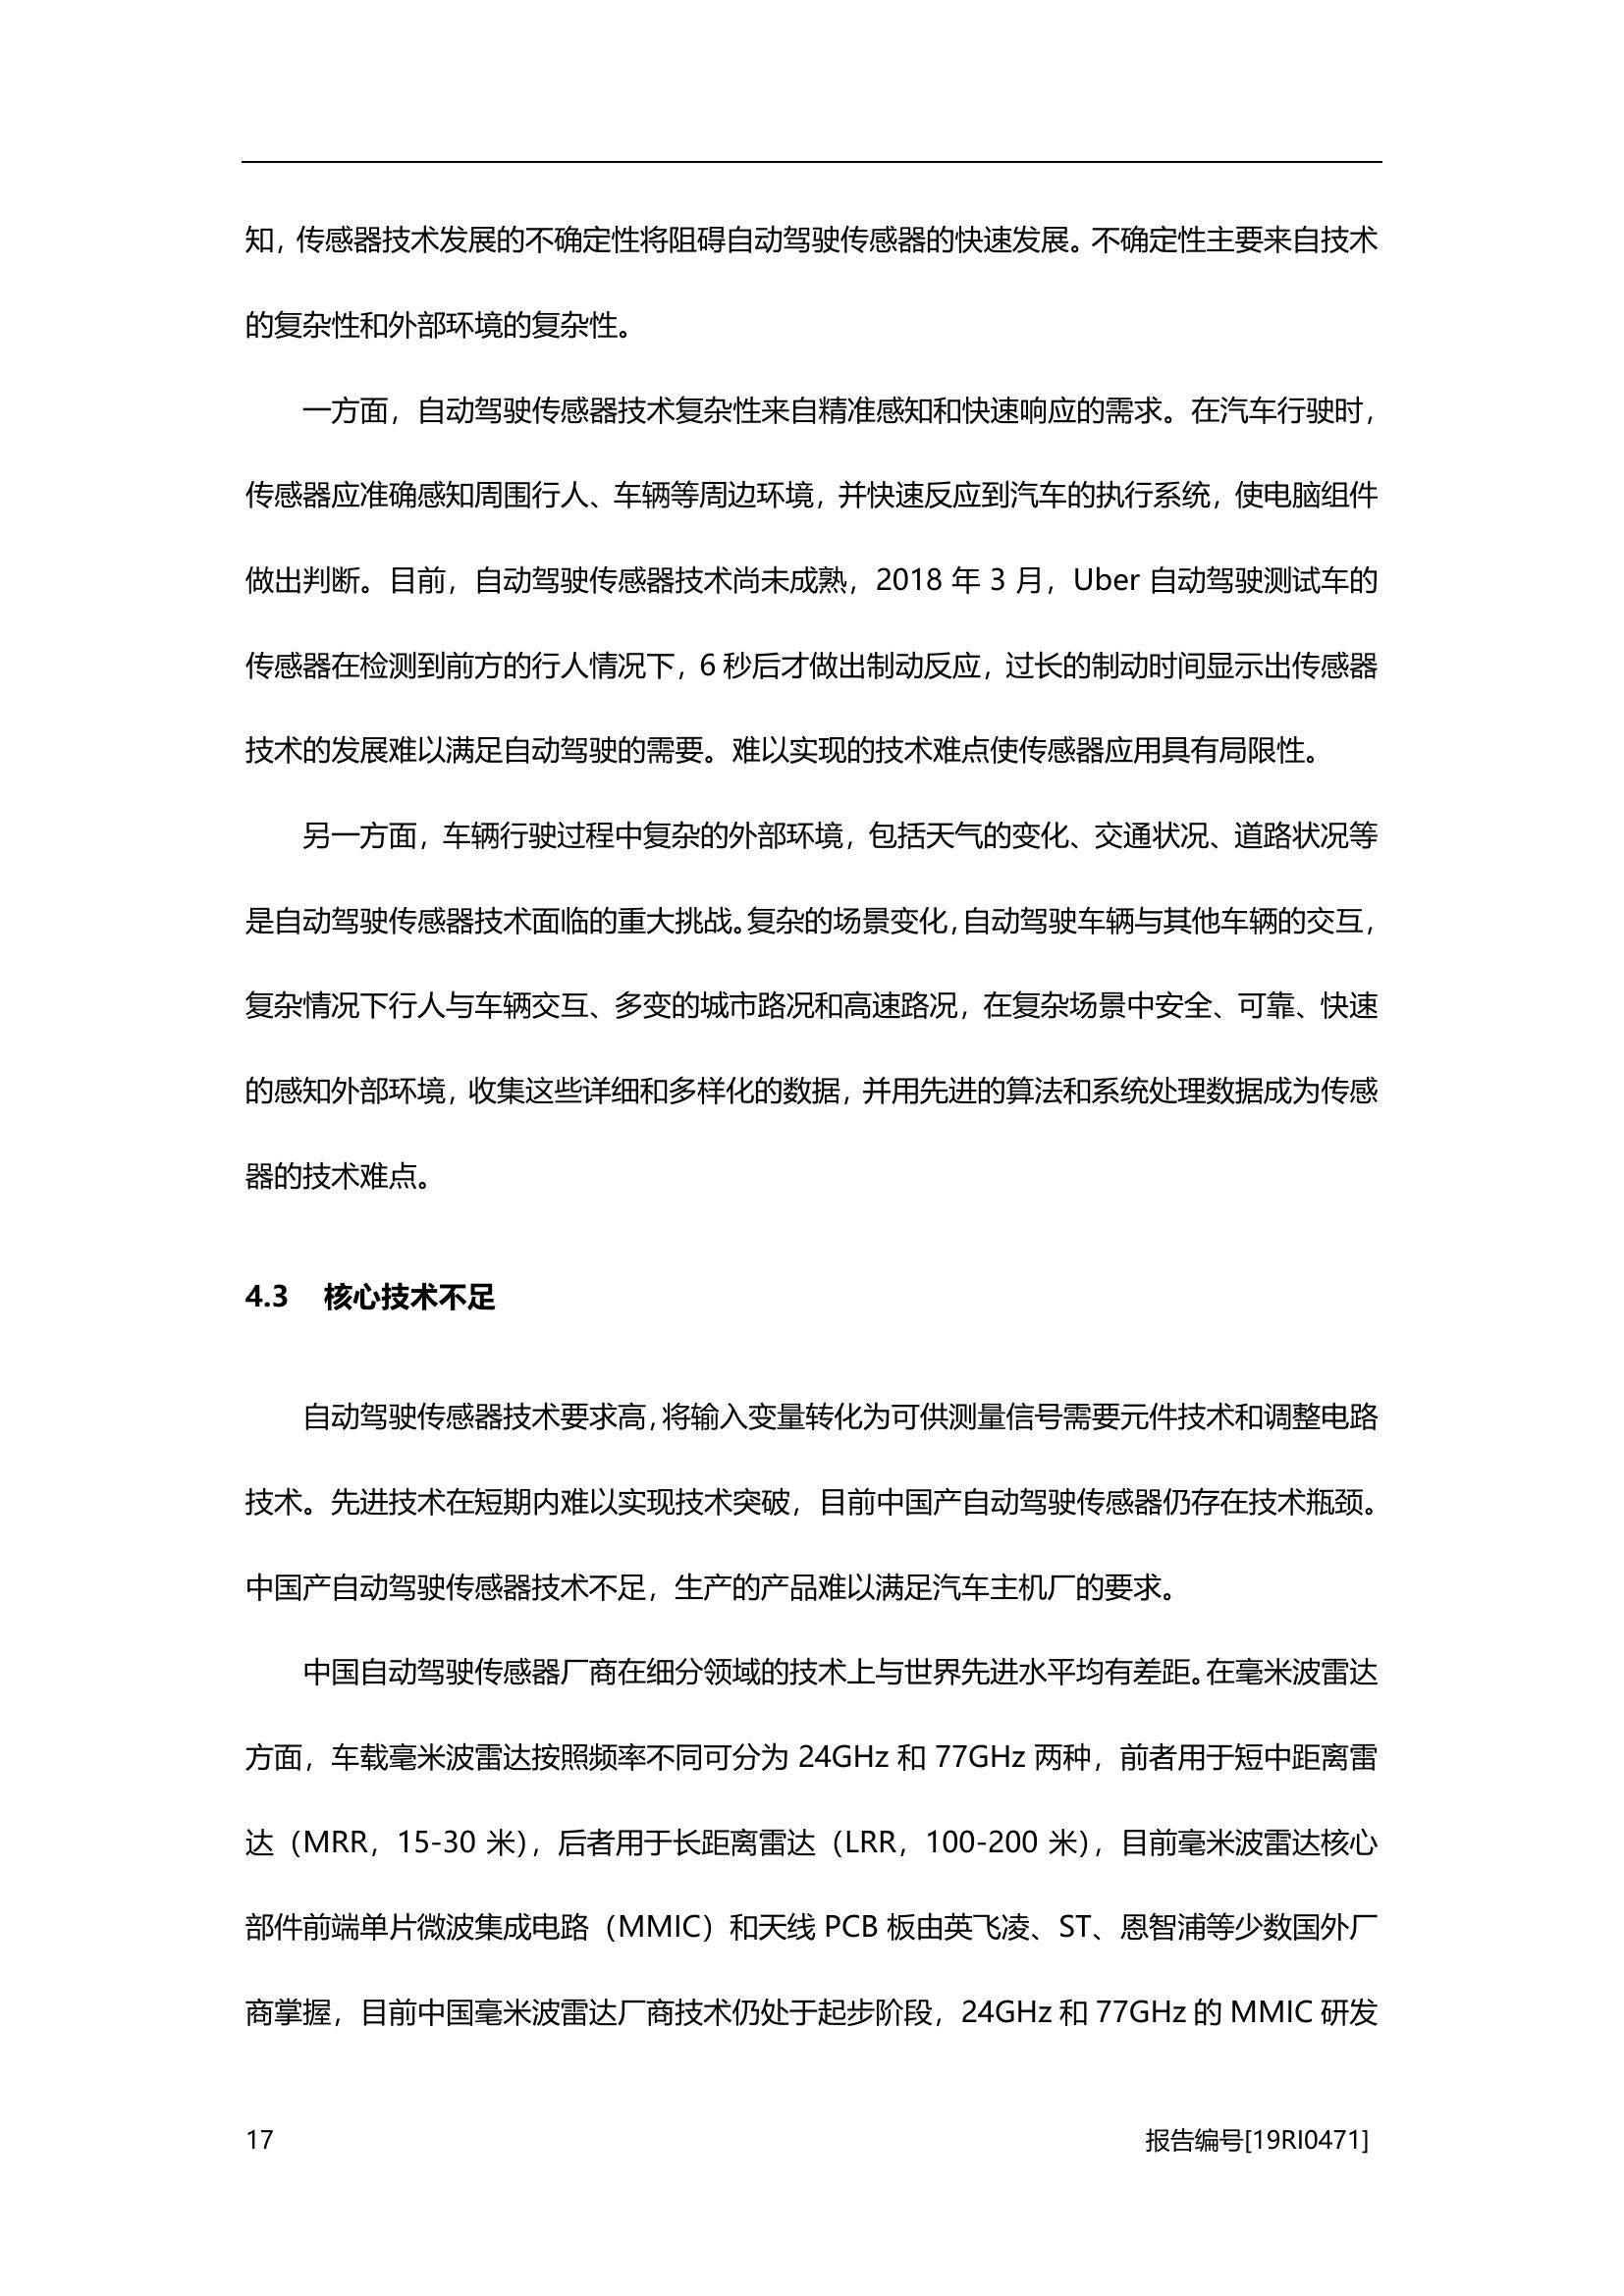 知，传感器技术发展的不确定性将阻碍自动驾驶传感器的快速发展。不确定性主要来自技术
的复杂性和外部环境的复杂性。
一方面，自动驾驶传感器技术复杂性来自精准感知和快速响应的需求。在汽车行驶时，
传感器应准确感知周围行人、车辆等周边环境，并快速反应到汽车的执行系统，使电脑组件
做出判断。目前，自动驾驶传感器技术尚未成熟，2018 年 3 月，Uber 自动驾驶测试车的
传感器在检测到前方的行人情况下，6 秒后才做出制动反应，过长的制动时间显示出传感器
技术的发展难以满足自动驾驶的需要。难以实现的技术难点使传感器应用具有局限性。
另一方面，车辆行驶过程中复杂的外部环境，包括天气的变化、交通状况、道路状况等
是自动驾驶传感器技术面临的重大挑战。复杂的场景变化，自动驾驶车辆与其他车辆的交互，
复杂情况下行人与车辆交互、多变的城市路况和高速路况，在复杂场景中安全、可靠、快速
的感知外部环境，收集这些详细和多样化的数据，并用先进的算法和系统处理数据成为传感
器的技术难点。
4.3 核心技术不足
自动驾驶传感器技术要求高，将输入变量转化为可供测量信号需要元件技术和调整电路
技术。先进技术在短期内难以实现技术突破，目前中国产自动驾驶传感器仍存在技术瓶颈。
中国产自动驾驶传感器技术不足，生产的产品难以满足汽车主机厂的要求。
中国自动驾驶传感器厂商在细分领域的技术上与世界先进水平均有差距。在毫米波雷达
方面，车载毫米波雷达按照频率不同可分为 24GHz 和 77GHz 两种，前者用于短中距离雷
达（MRR，15-30 米），后者用于长距离雷达（LRR，100-200 米），目前毫米波雷达核心
部件前端单片微波集成电路（MMIC）和天线 PCB 板由英飞凌、ST、恩智浦等少数国外厂
商掌握，目前中国毫米波雷达厂商技术仍处于起步阶段，24GHz 和 77GHz 的 MMIC 研发
17 报告编号[19RI0471]